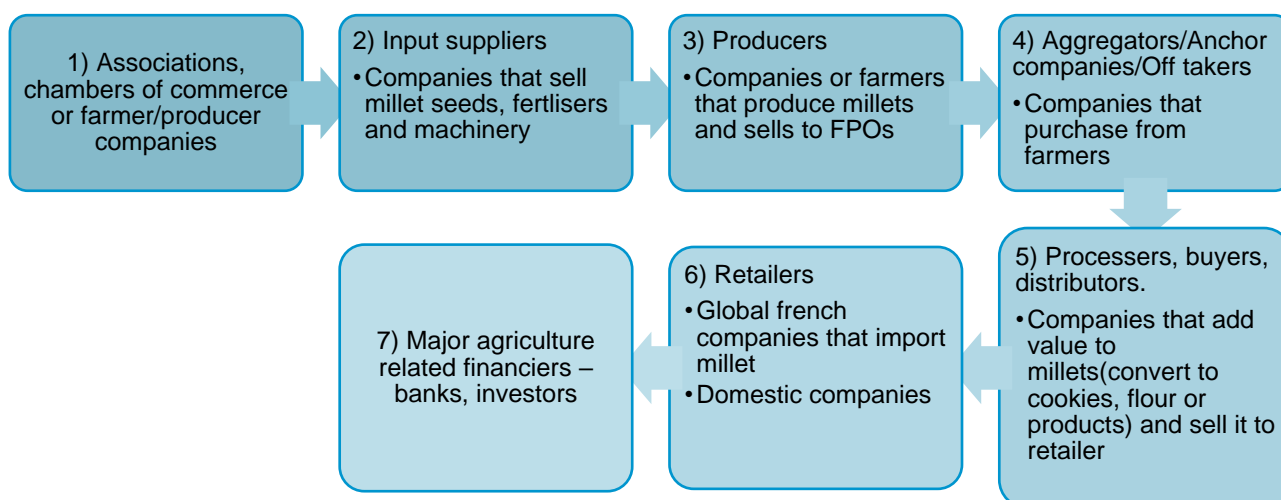 1) Associations,
chambers of commerce
or farmer/producer
companies
2) Input suppliers
•Companies that sell
millet seeds, fertlisers
and machinery
3) Producers
•Companies or farmers
that produce millets
and sells to FPOs
4) Aggregators/Anchor
companies/Off takers
•Companies that
purchase from
farmers
5) Processers, buyers,
distributors.
•Companies that add
value to
millets(convert to
cookies, flour or
products) and sell it to
retailer
6) Retailers
•Global french
companies that import
millet
•Domestic companies
7) Major agriculture
related financiers –
banks, investors